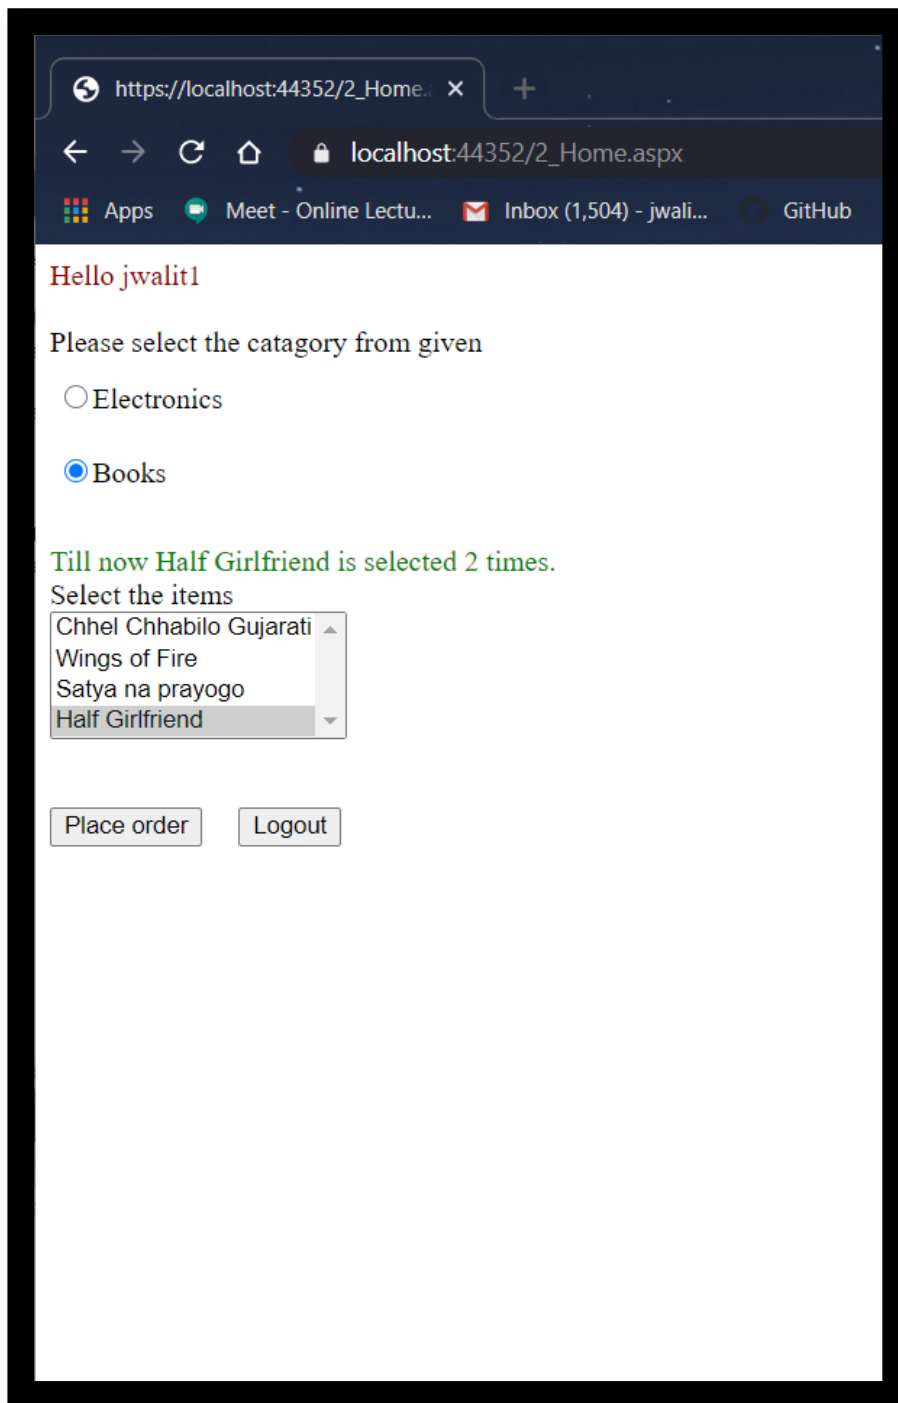 https://localhost:44352/2_Home.a
localhost:44352/2_Home.aspx
Apps Meet - Online Lectu... Inbox (1,504) - jwali... GitHub
Hello jwalit1
Please select the catagory from given
Electronics
Books
Till now Half Girlfriend is selected 2 times.
Select the items
Chhel Chhabilo Gujarati
Wings of Fire
Satya na prayogo
Half Girlfriend
Place order Logout